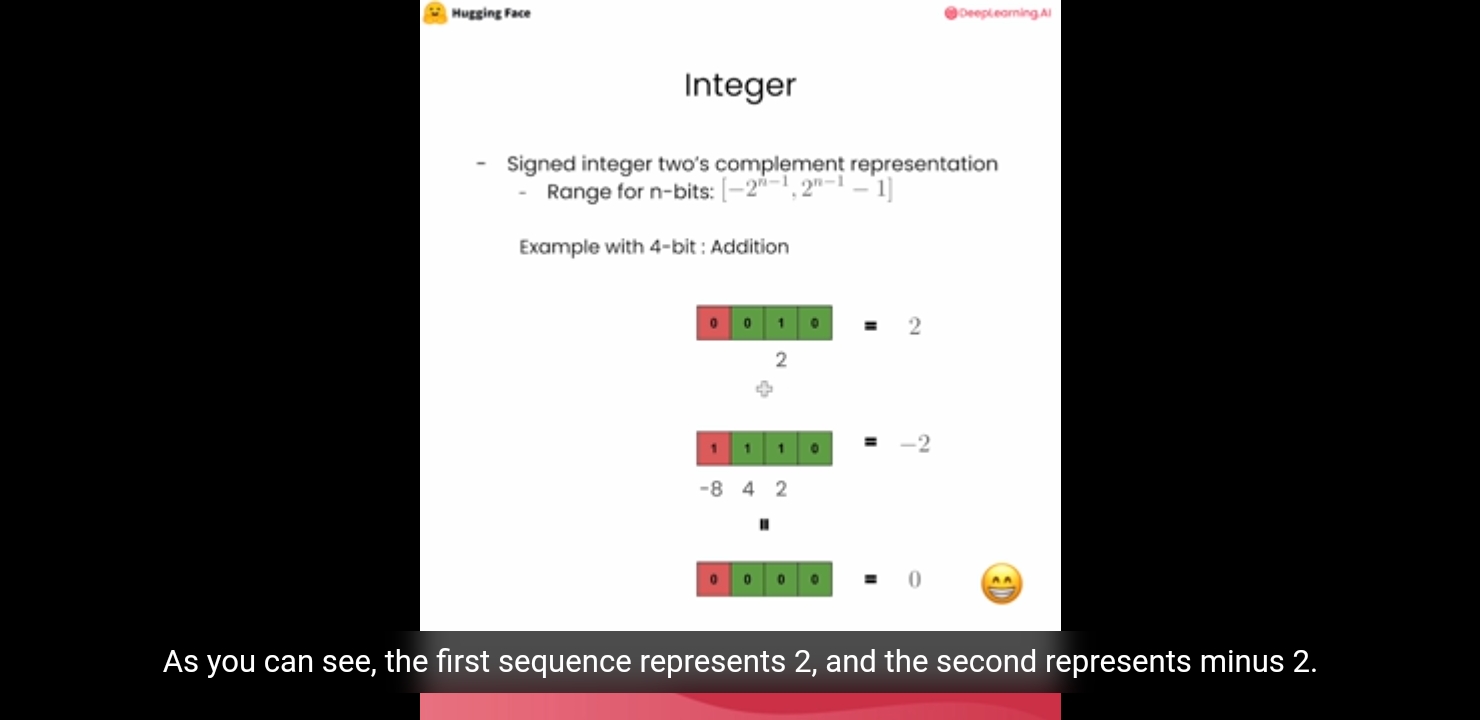 Hugging Face
DeepLearning.AI
Integer
- Signed integer two's complement representation
- Range for n-bits: [−2^{n−1}, 2^{n−1} − 1]
Example with 4-bit : Addition
0 0 1 0 = 2
2
+
1 1 1 0 = −2
-8 4 2
=
0 0 0 0 = 0
As you can see, the first sequence represents 2, and the second represents minus 2.